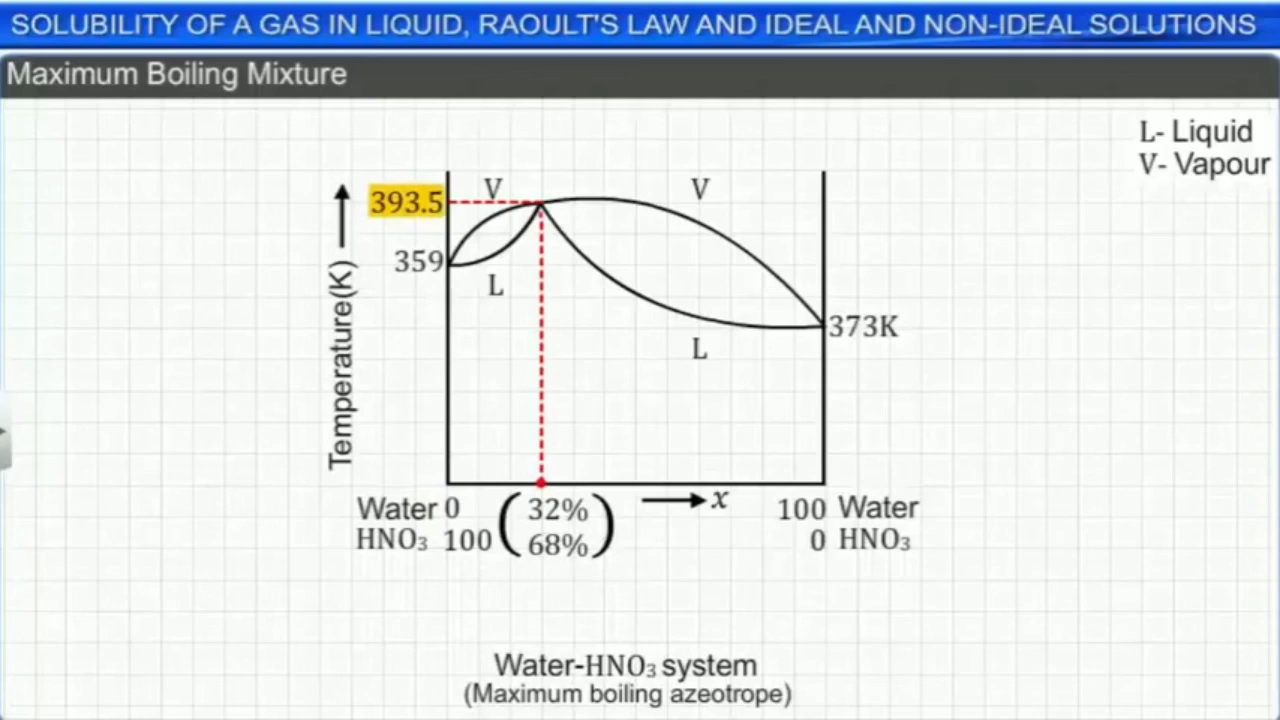 SOLUBILITY OF A GAS IN LIQUID, RAOULT'S LAW AND IDEAL AND NON-IDEAL SOLUTIONS
Maximum Boiling Mixture
L- Liquid
V- Vapour
393.5
V
V
359
L
373K
L
Temperature(K)
Water 0
32%
x
100 Water
HNO₃ 100
68%
0 HNO₃
Water-HNO₃ system
(Maximum boiling azeotrope)